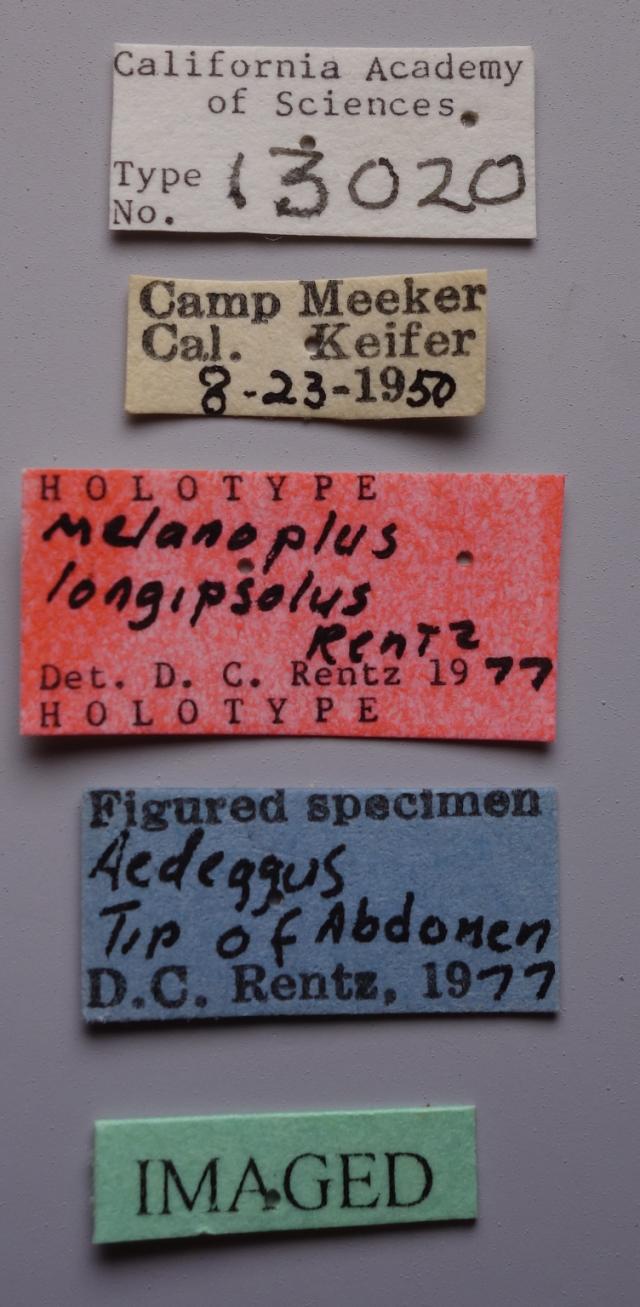 California Academy
of Sciences
Type
No. 13020
Camp Meeker
Cal. Keifer
8-23-1950
HOLOTYPE
Melanoplus
longipsolus
Rentz
Det. D. C. Rentz 1977
HOLOTYPE
Figured specimen
Aedeggus
Tip of Abdomen
D.C. Rentz, 1977
IMAGED